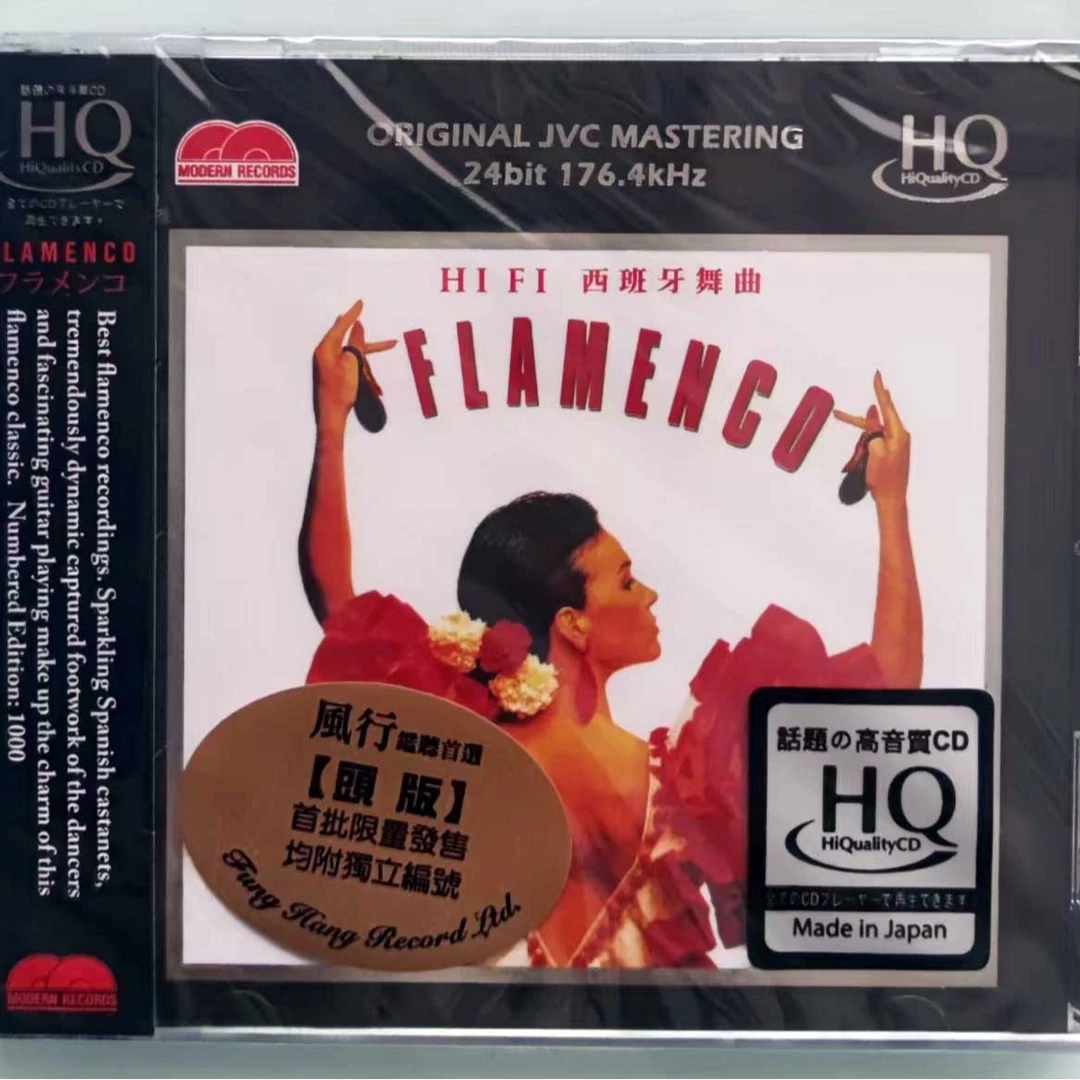 話題の高音質CD
HQ
HiQualityCD
全てのCDプレーヤーで
再生できます。
FLAMENCO
フラメンコ
Best flamenco recordings. Sparkling Spanish castanets,
tremendously dynamic captured footwork of the dancers
and fascinating guitar playing make up the charm of this
flamenco classic. Numbered Edition: 1000
MODERN RECORDS
MODERN RECORDS
ORIGINAL JVC MASTERING
24bit 176.4kHz
HQ
HiQualityCD
HIFI 西班牙舞曲
FLAMENCO
風行鑑聽首選
【頭版】
首批限量發售
均附獨立編號
Fung Hang Record Ltd.
話題の高音質CD
HQ
HiQualityCD
全てのCDプレーヤーで再生できます
Made in Japan